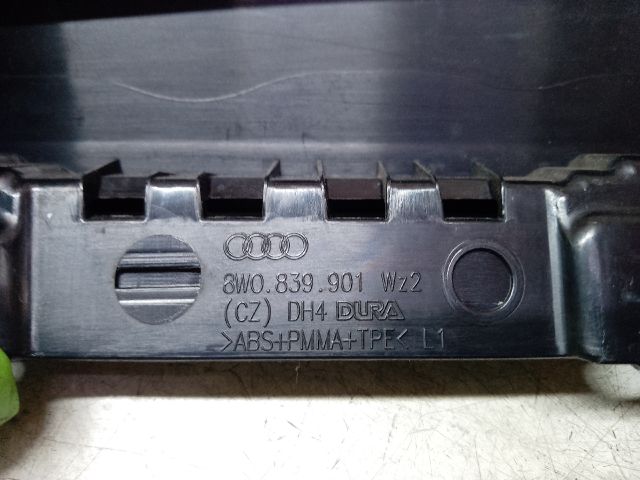 8W0.839.901 Wz2
(CZ) DH4 DURA
>ABS+PMMA+TPE< L1